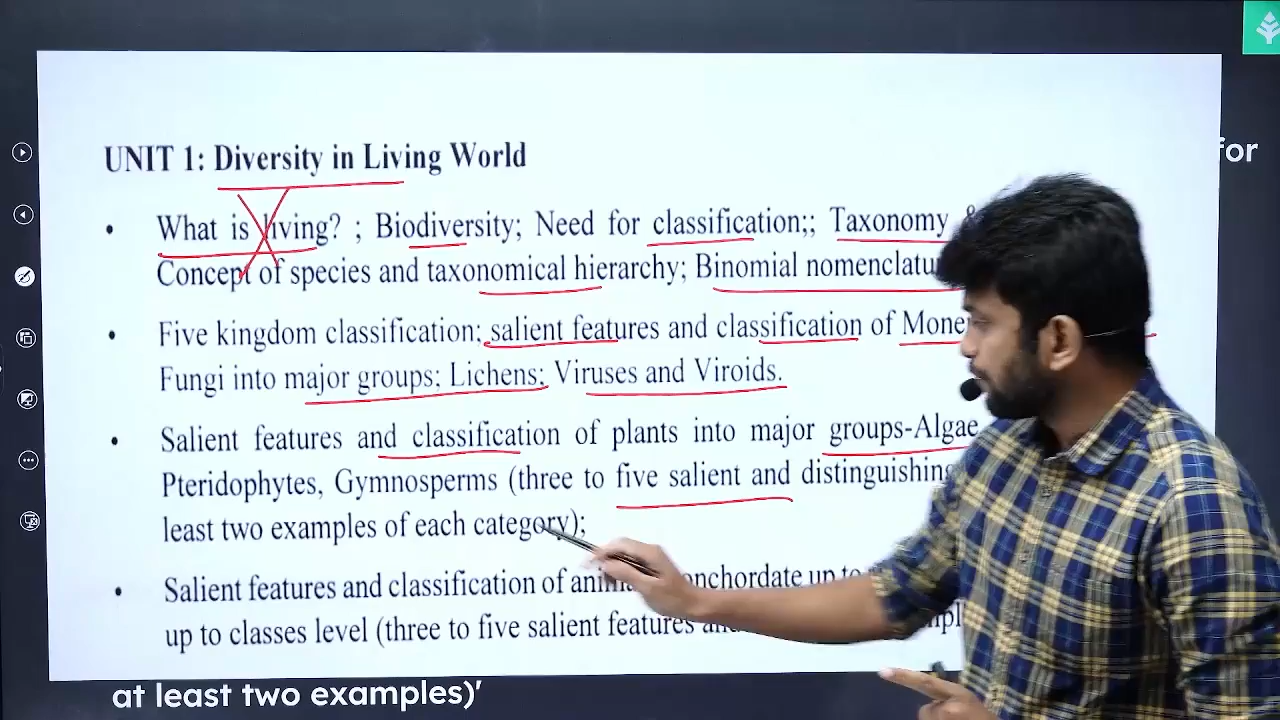 for
UNIT 1: Diversity in Living World
• What is living? ; Biodiversity; Need for classification;; Taxonomy &
Concept of species and taxonomical hierarchy; Binomial
• Five kingdom classification; salient features and classification of
Fungi into major groups: Lichens; Viruses and Viroids.
• Salient features and classification of plants into major groups-Algae
Pteridophytes, Gymnosperms (three to five salient and distinguishing
least two examples of each category);
• Salient features and classification of up to
up to classes level (three to five salient features
at least two examples)'